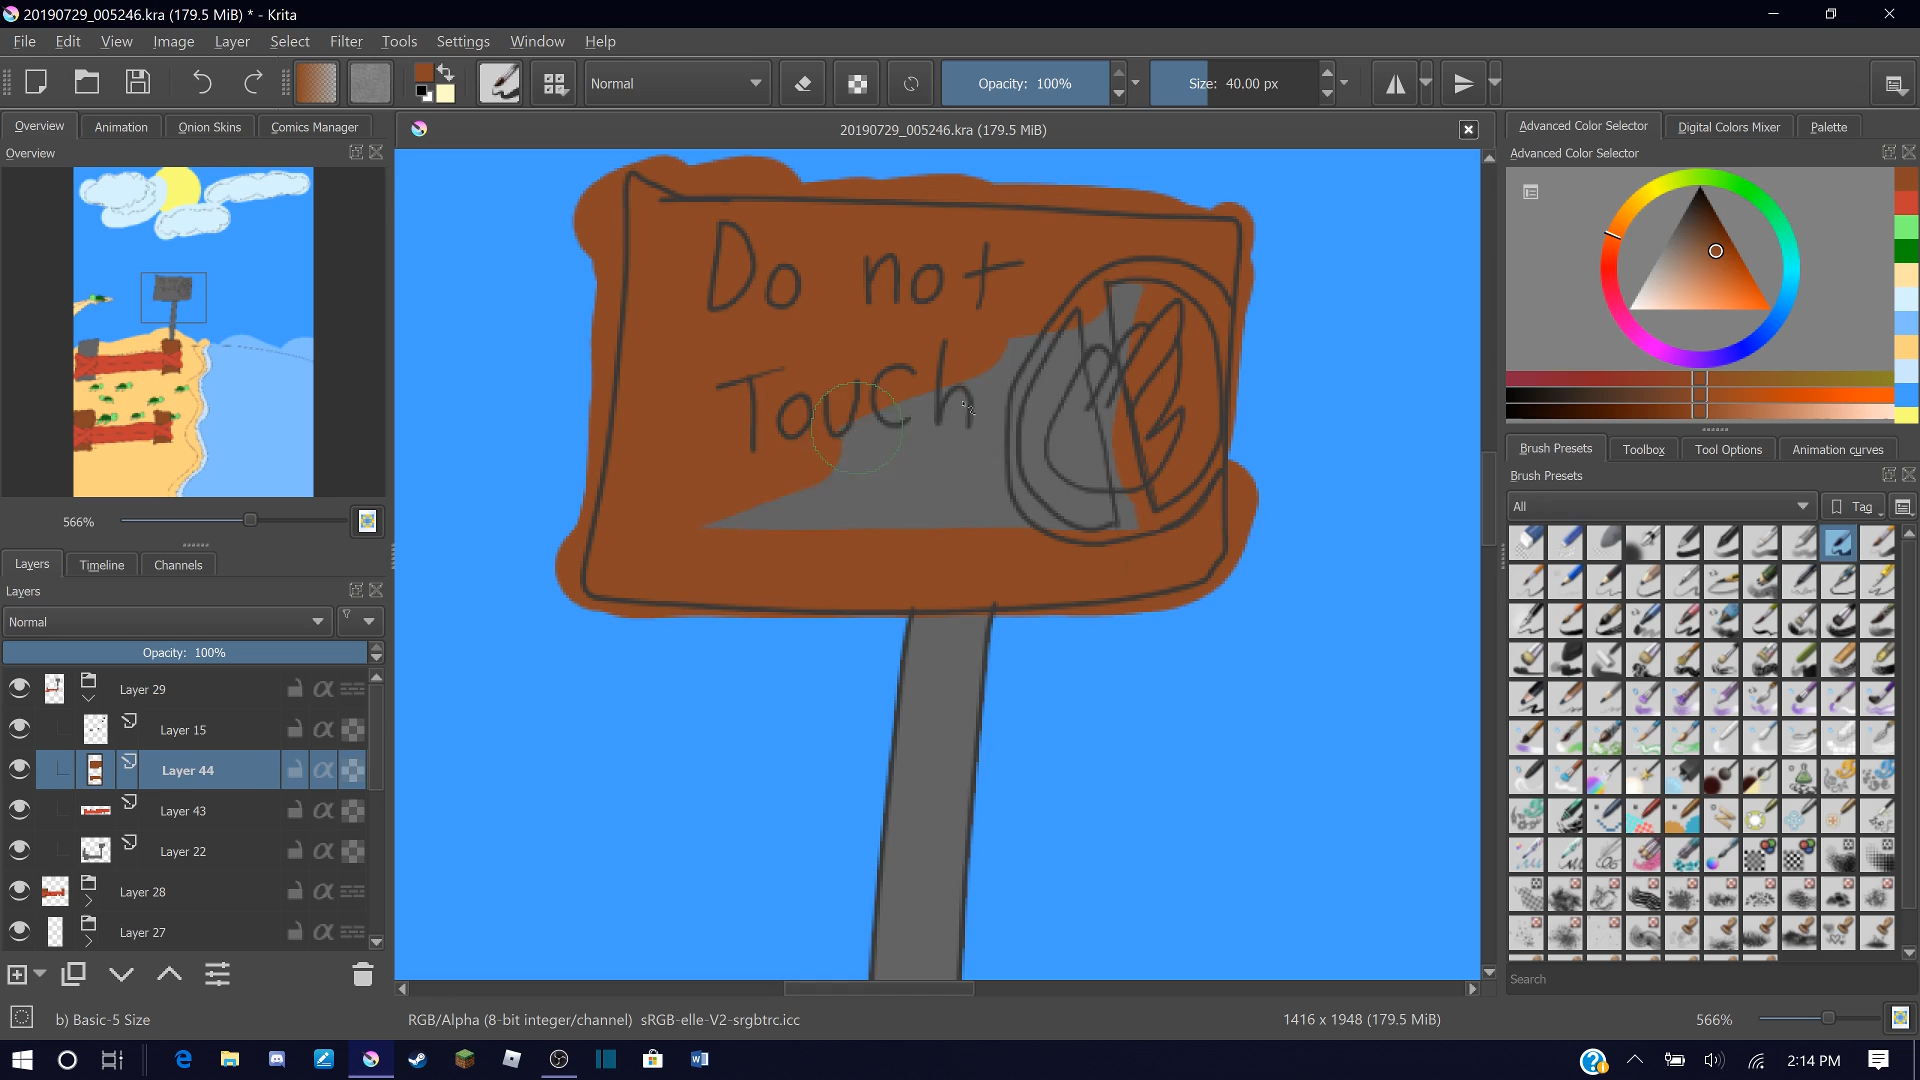 20190729_005246.kra (179.5 MiB) * - Krita
File Edit View Image Layer Select Filter Tools Settings Window Help
Normal Opacity: 100% Size: 40.00 px
Overview Animation Onion Skins Comics Manager
20190729_005246.kra (179.5 MiB)
Advanced Color Selector Digital Colors Mixer Palette
Overview
Advanced Color Selector
Do not
Touch
566%
Brush Presets Toolbox Tool Options Animation curves
Brush Presets
All Tag
Layers Timeline Channels
Layers
Normal
Opacity: 100%
Layer 29
Layer 15
Layer 44
Layer 43
Layer 22
Layer 28
Layer 27
Search
b) Basic-5 Size
RGB/Alpha (8-bit integer/channel) sRGB-elle-V2-srgbtrc.icc
1416 x 1948 (179.5 MiB)
566%
2:14 PM